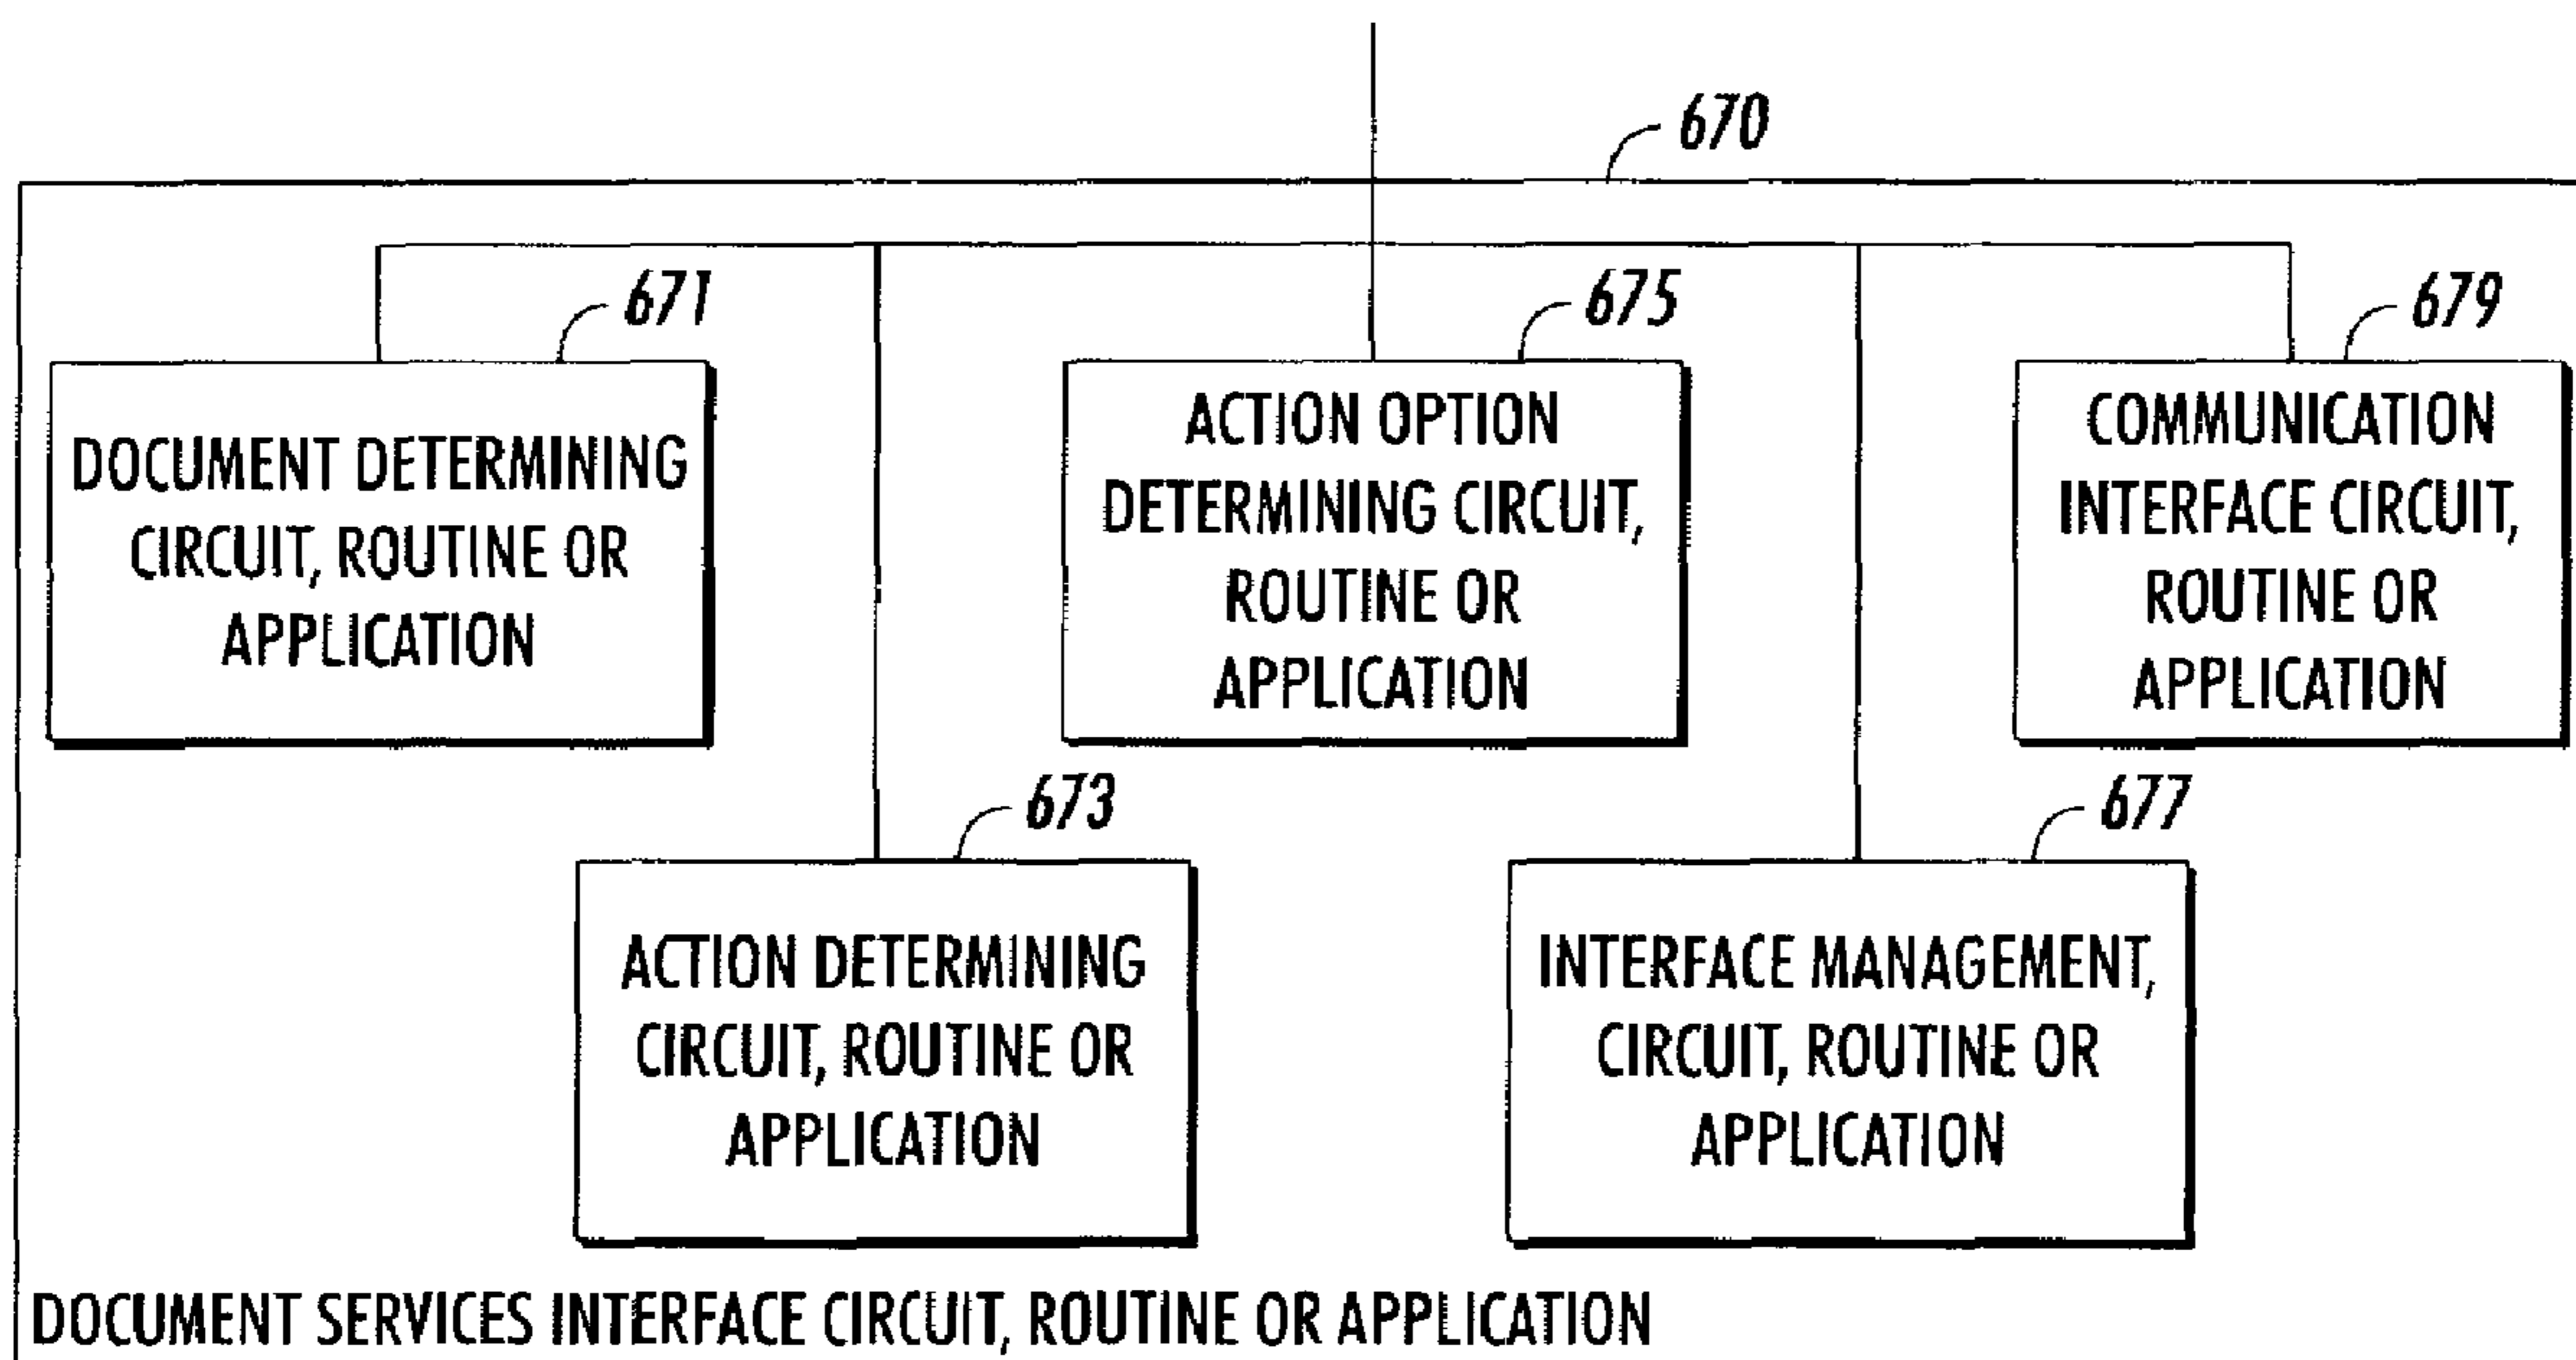 670
671
DOCUMENT DETERMINING
CIRCUIT, ROUTINE OR
APPLICATION
675
ACTION OPTION
DETERMINING CIRCUIT,
ROUTINE OR
APPLICATION
679
COMMUNICATION
INTERFACE CIRCUIT,
ROUTINE OR
APPLICATION
673
ACTION DETERMINING
CIRCUIT, ROUTINE OR
APPLICATION
677
INTERFACE MANAGEMENT,
CIRCUIT, ROUTINE OR
APPLICATION
DOCUMENT SERVICES INTERFACE CIRCUIT, ROUTINE OR APPLICATION